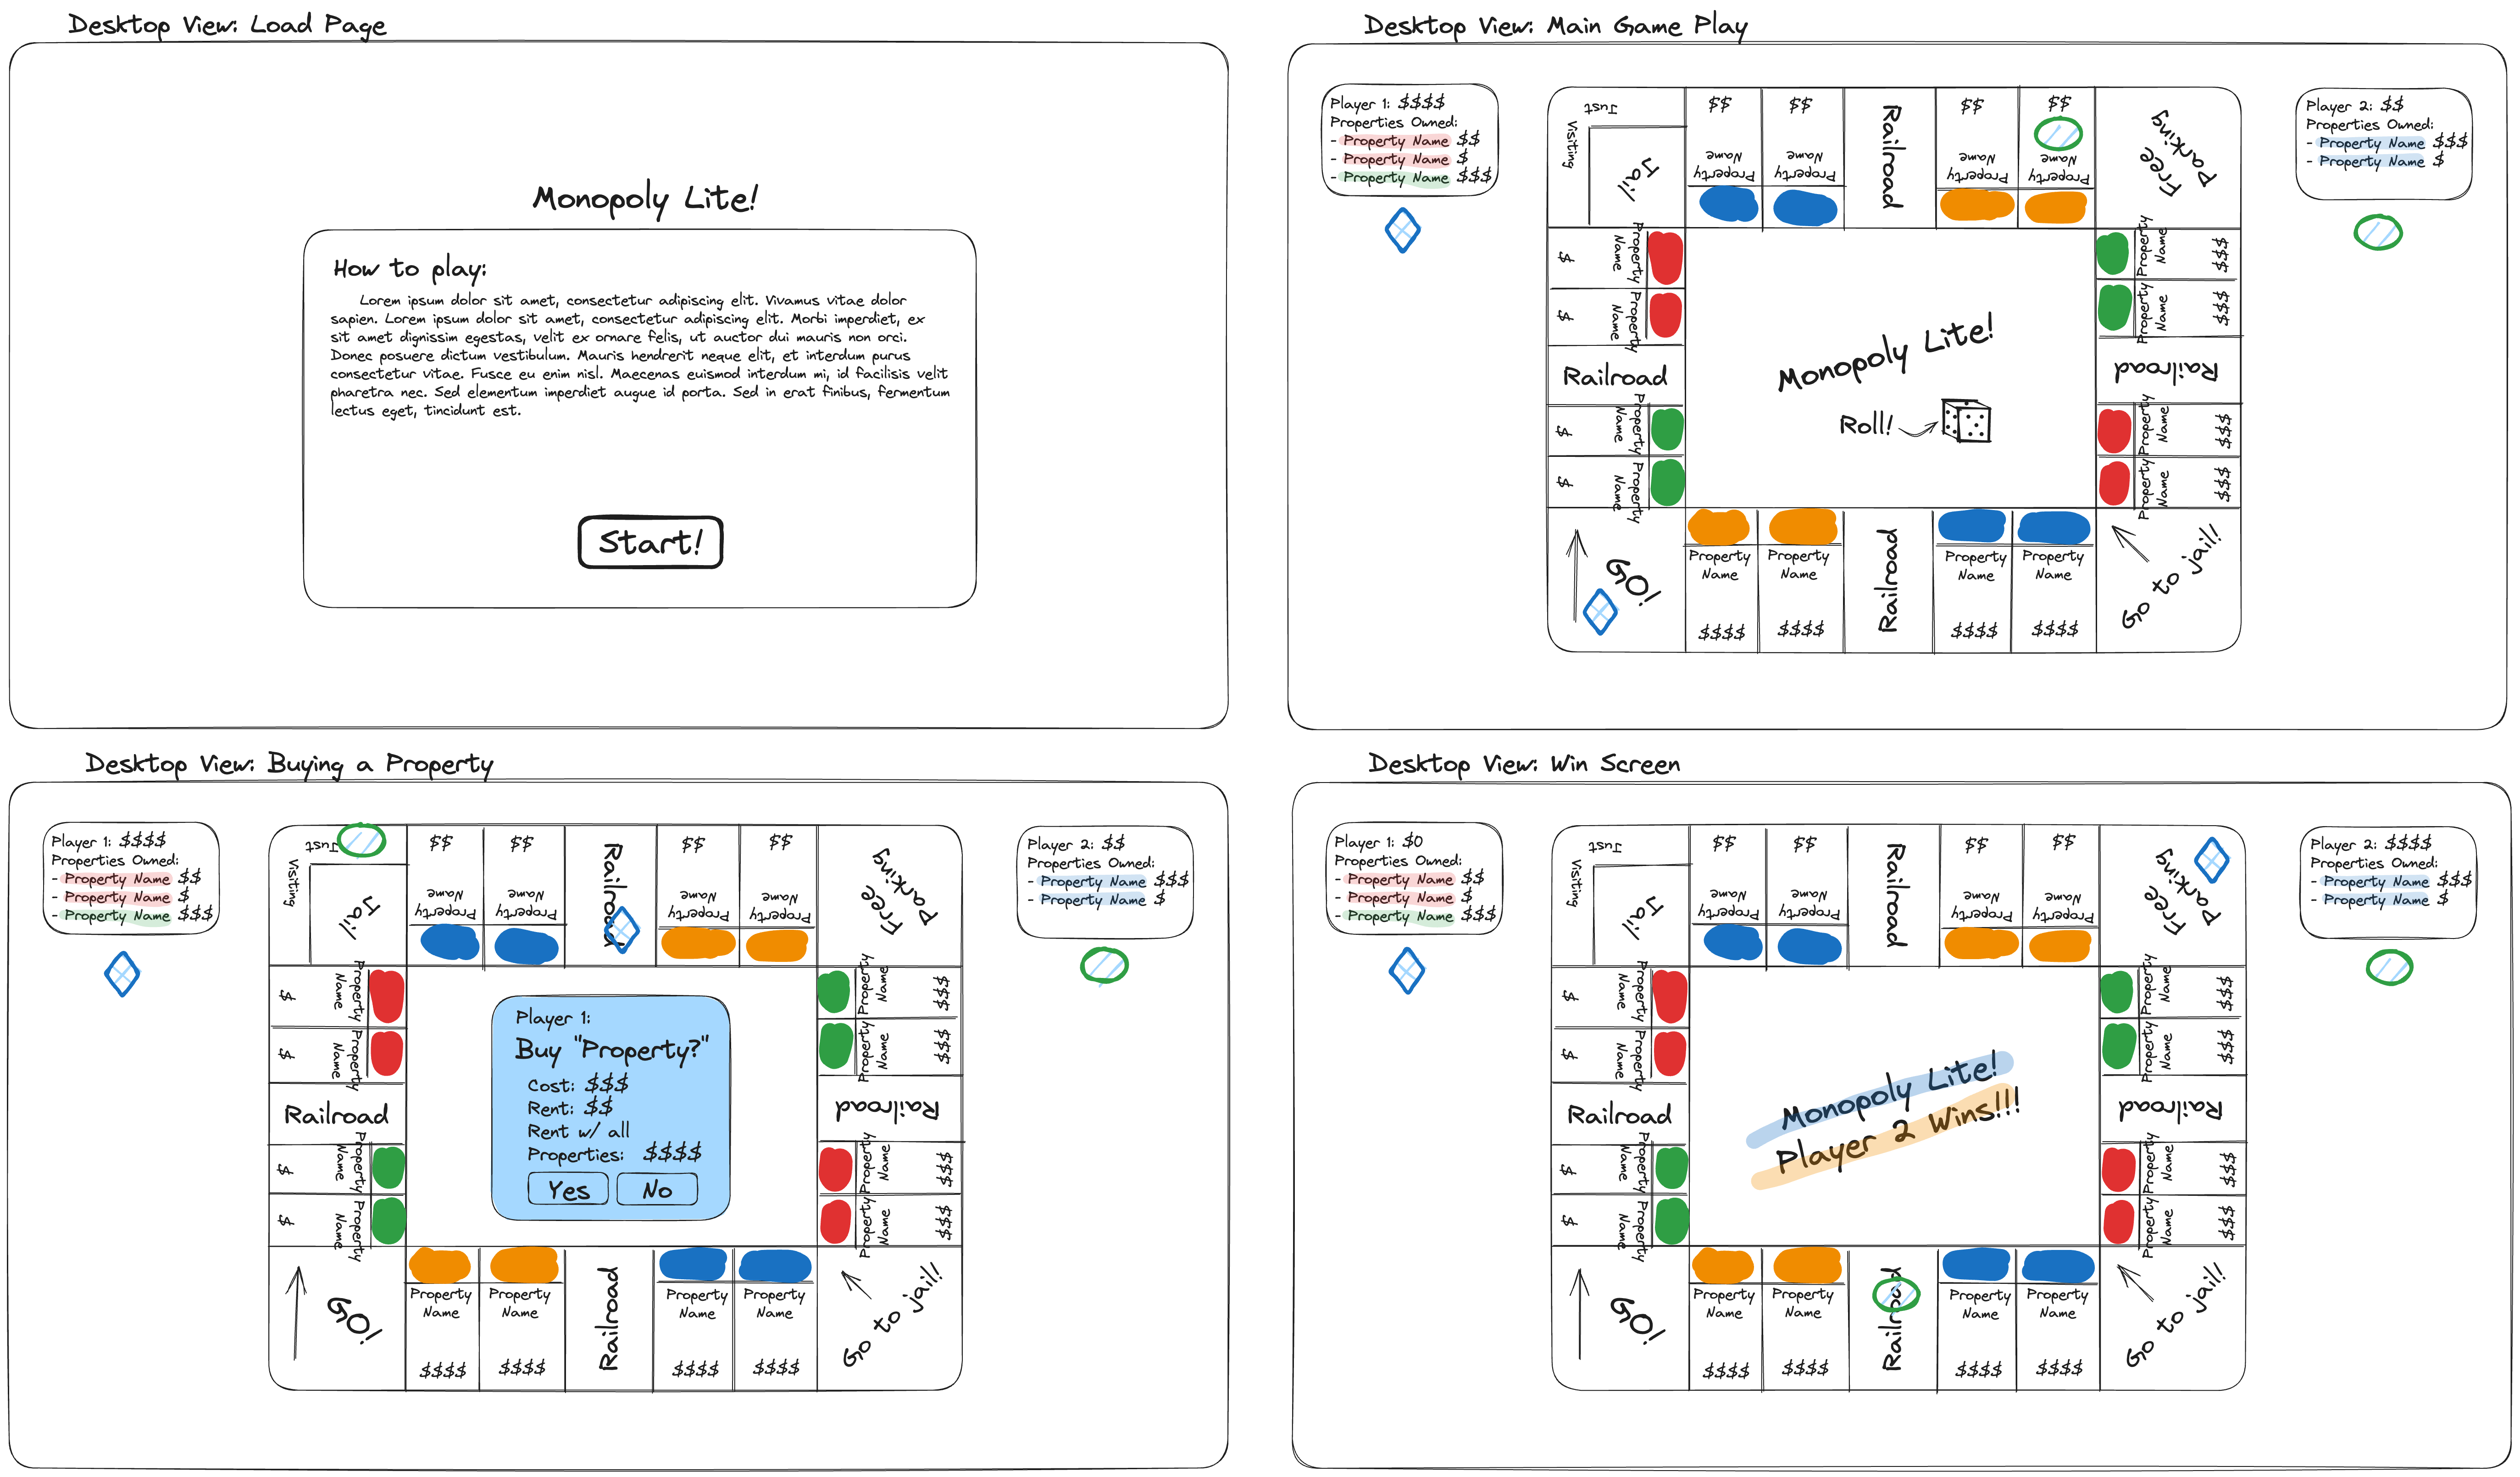 Desktop View: Load Page
Monopoly Lite!
How to play:
Lorem ipsum dolor sit amet, consectetur adipiscing elit. Vivamus vitae dolor
sapien. Lorem ipsum dolor sit amet, consectetur adipiscing elit. Morbi imperdiet, ex
sit amet dignissim egestas, velit ex ornare felis, ut auctor dui mauris non orci.
Donec posuere dictum vestibulum. Mauris hendrerit neque elit, et interdum purus
consectetur vitae. Fusce eu enim nisl. Maecenas euismod interdum mi, id facilisis velit
pharetra nec. Sed elementum imperdiet augue id porta. Sed in erat finibus, fermentum
lectus eget, tincidunt est.
Start!
Desktop View: Main Game Play
Player 1: $$$$
Properties Owned:
- Property Name $$
- Property Name $
- Property Name $$$
Just
Visiting
Jail
$$
Property
Name
$$
Property
Name
Railroad
$$
Property
Name
$$
Property
Name
Free
Parking
Player 2: $$
Properties Owned:
- Property Name $$$
- Property Name $
$
Property
Name
$
Property
Name
Railroad
$
Property
Name
$
Property
Name
Monopoly Lite!
Roll!
Property
Name
$$$
Property
Name
$$$
Railroad
Property
Name
$$$
Property
Name
$$$
GO!
Property
Name
$$$$
Property
Name
$$$$
Railroad
Property
Name
$$$$
Property
Name
$$$$
Go to jail!
Desktop View: Buying a Property
Player 1: $$$$
Properties Owned:
- Property Name $$
- Property Name $
- Property Name $$$
Just
Visiting
Jail
$$
Property
Name
$$
Property
Name
Railroad
$$
Property
Name
$$
Property
Name
Free
Parking
Player 2: $$
Properties Owned:
- Property Name $$$
- Property Name $
$
Property
Name
$
Property
Name
Railroad
$
Property
Name
$
Property
Name
Player 1:
Buy "Property?"
Cost: $$$
Rent: $$
Rent w/ all
Properties: $$$$
Yes
No
Property
Name
$$$
Property
Name
$$$
Railroad
Property
Name
$$$
Property
Name
$$$
GO!
Property
Name
$$$$
Property
Name
$$$$
Railroad
Property
Name
$$$$
Property
Name
$$$$
Go to jail!
Desktop View: Win Screen
Player 1: $0
Properties Owned:
- Property Name $$
- Property Name $
- Property Name $$$
Just
Visiting
Jail
$$
Property
Name
$$
Property
Name
Railroad
$$
Property
Name
$$
Property
Name
Free
Parking
Player 2: $$$$
Properties Owned:
- Property Name $$$
- Property Name $
$
Property
Name
$
Property
Name
Railroad
$
Property
Name
$
Property
Name
Monopoly Lite!
Player 2 Wins!!!
Property
Name
$$$
Property
Name
$$$
Railroad
Property
Name
$$$
Property
Name
$$$
GO!
Property
Name
$$$$
Property
Name
$$$$
Railroad
Property
Name
$$$$
Property
Name
$$$$
Go to jail!